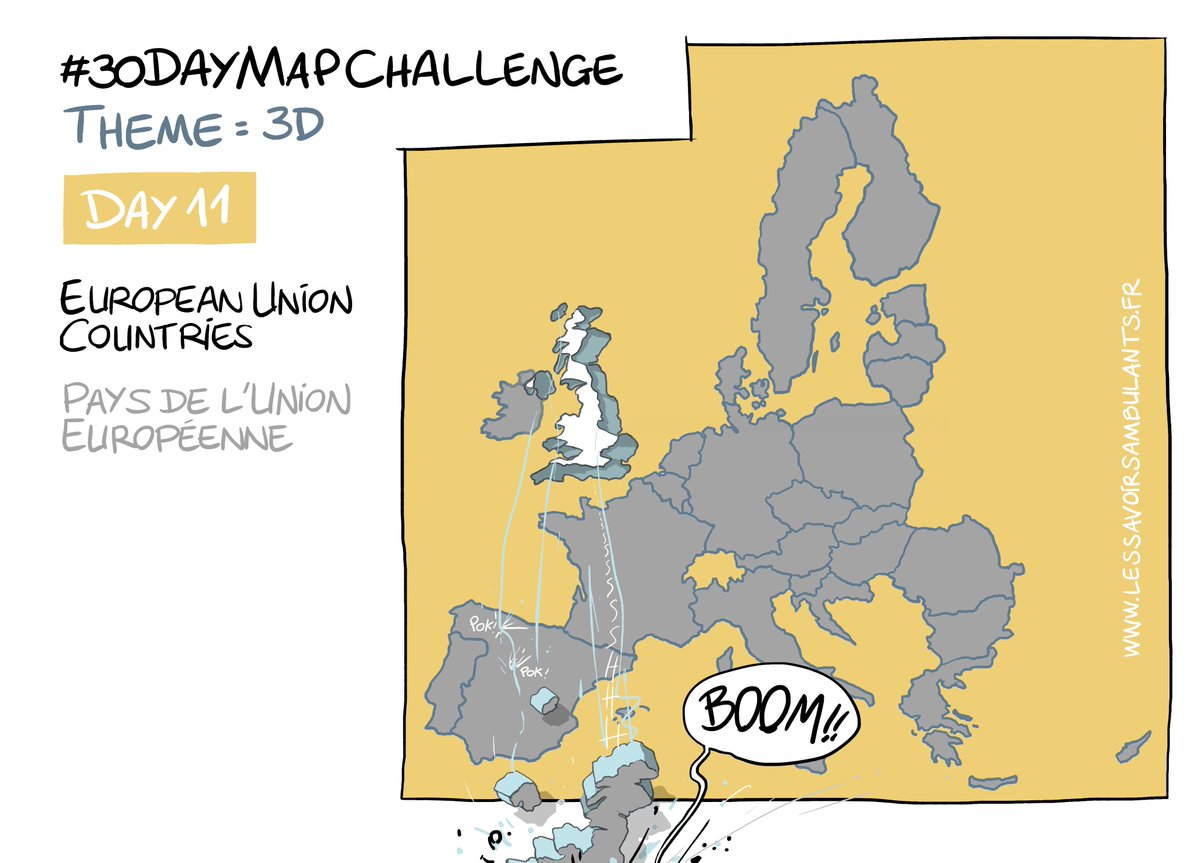 #30DAYMAPCHALLENGE
THEME = 3D
DAY 11
EUROPEAN UNION
COUNTRIES
PAYS DE L'UNION
EUROPÉENNE
POK!
POK!
BOOM!!
WWW.LESSAVOIRSAMBULANTS.FR